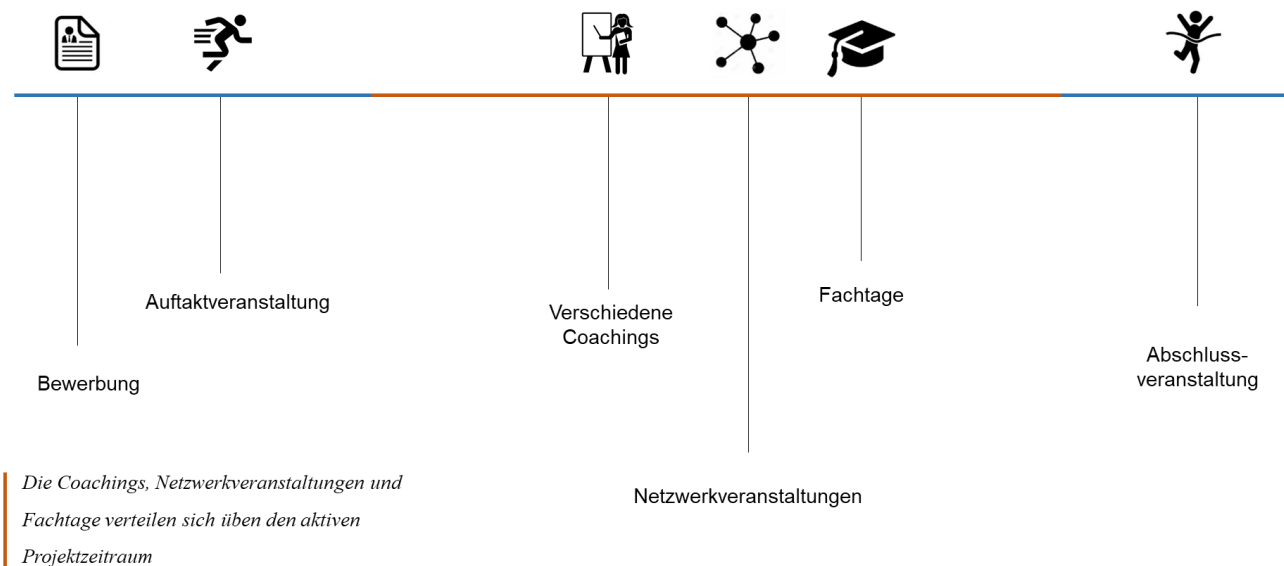 Bewerbung
Auftaktveranstaltung
Verschiedene
Coachings
Netzwerkveranstaltungen
Fachtage
Abschluss-
veranstaltung
Die Coachings, Netzwerkveranstaltungen und
Fachtage verteilen sich üben den aktiven
Projektzeitraum